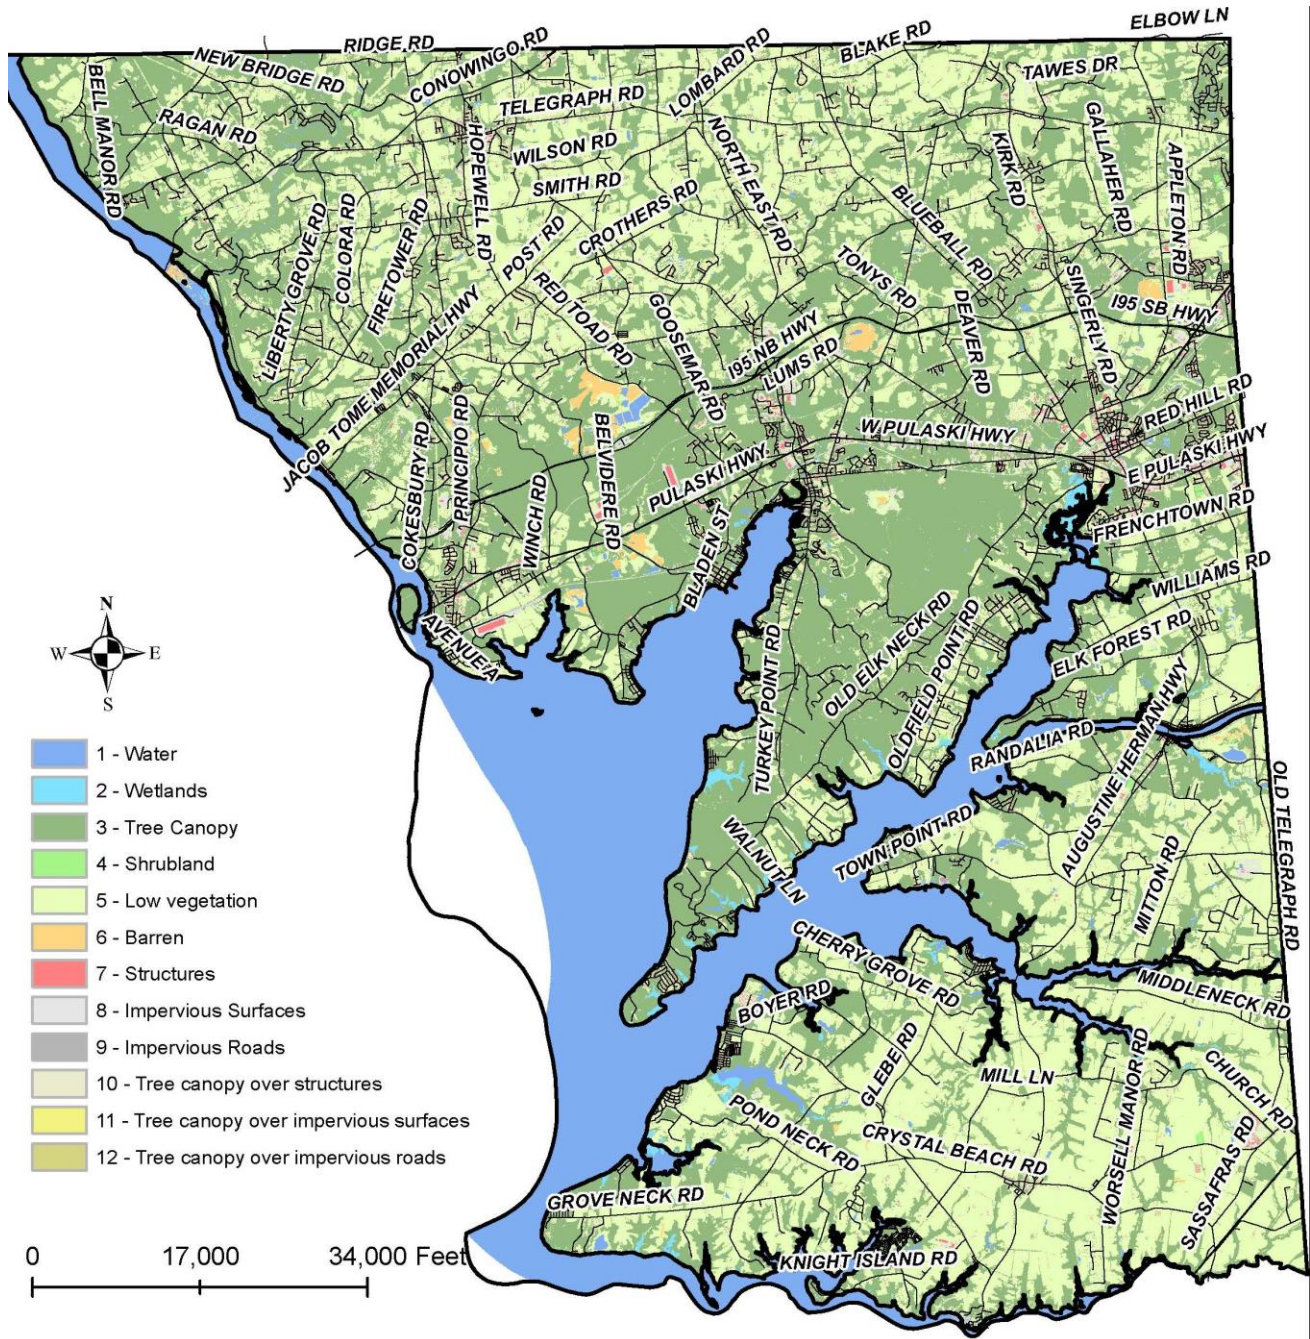 ELBOW LN
RIDGE RD
BLAKE RD
NEW BRIDGE RD
CONOWINGO RD
LOMBARD RD
TAWES DR
BELL MANOR RD
RAGAN RD
TELEGRAPH RD
HOPEWELL RD
WILSON RD
SMITH RD
NORTH EAST RD
KIRK RD
GALLAHER RD
APPLETON RD
BLUEBALL RD
CROTHERS RD
POST RD
LIBERTY GROVE RD
COLORA RD
FIRETOWER RD
TONYS RD
RED TOAD RD
GOOSEMAR RD
DEAVER RD
SINGERLY RD
I95 SB HWY
I95 NB HWY
LUMS RD
JACOB TOME MEMORIAL HWY
COKESBURY RD
PRINCIPIO RD
BELVIDERE RD
WINCH RD
PULASKI HWY
W PULASKI HWY
RED HILL RD
E PULASKI HWY
BLADEN ST
FRENCHTOWN RD
WILLIAMS RD
AVENUE A
TURKEY POINT RD
OLD ELK NECK RD
OLDFIELD POINT RD
ELK FOREST RD
AUGUSTINE HERMAN HWY
RANDALIA RD
OLD TELEGRAPH RD
WALNUT LN
TOWN POINT RD
MITTON RD
CHERRY GROVE RD
BOYER RD
MIDDLENECK RD
GLEBE RD
MILL LN
WORSELL MANOR RD
CHURCH RD
POND NECK RD
CRYSTAL BEACH RD
SASSAFRAS RD
GROVE NECK RD
KNIGHT ISLAND RD
N
W E
S
1 - Water
2 - Wetlands
3 - Tree Canopy
4 - Shrubland
5 - Low vegetation
6 - Barren
7 - Structures
8 - Impervious Surfaces
9 - Impervious Roads
10 - Tree canopy over structures
11 - Tree canopy over impervious surfaces
12 - Tree canopy over impervious roads
0 17,000 34,000 Feet